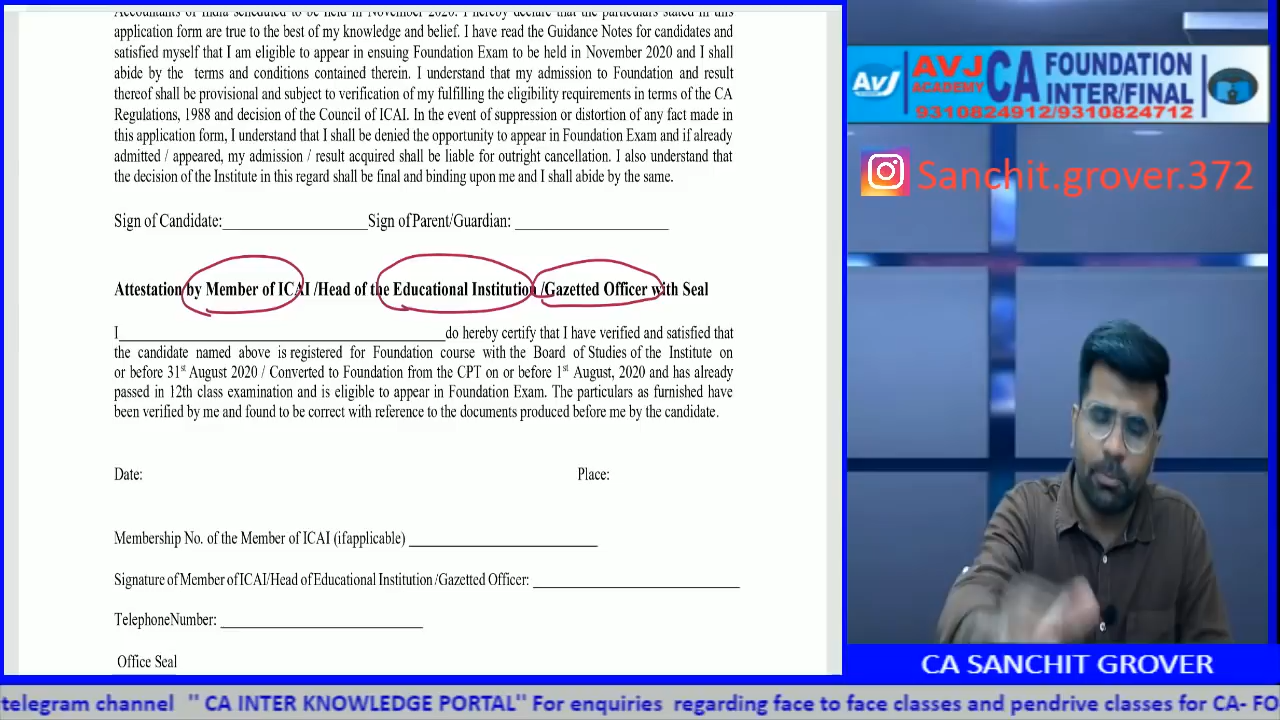 Accountants of India scheduled to be held in November 2020. I hereby declare that the particulars stated in this
application form are true to the best of my knowledge and belief. I have read the Guidance Notes for candidates and
satisfied myself that I am eligible to appear in ensuing Foundation Exam to be held in November 2020 and I shall
abide by the terms and conditions contained therein. I understand that my admission to Foundation and result
thereof shall be provisional and subject to verification of my fulfilling the eligibility requirements in terms of the CA
Regulations, 1988 and decision of the Council of ICAI. In the event of suppression or distortion of any fact made in
this application form, I understand that I shall be denied the opportunity to appear in Foundation Exam and if already
admitted / appeared, my admission / result acquired shall be liable for outright cancellation. I also understand that
the decision of the Institute in this regard shall be final and binding upon me and I shall abide by the same.
Sign of Candidate:________________Sign of Parent/Guardian: _________________
Attestation by Member of ICAI /Head of the Educational Institution /Gazetted Officer with Seal
I____________________________________do hereby certify that I have verified and satisfied that
the candidate named above is registered for Foundation course with the Board of Studies of the Institute on
or before 31st August 2020 / Converted to Foundation from the CPT on or before 1st August, 2020 and has already
passed in 12th class examination and is eligible to appear in Foundation Exam. The particulars as furnished have
been verified by me and found to be correct with reference to the documents produced before me by the candidate.
Date: Place:
Membership No. of the Member of ICAI (ifapplicable) _____________________
Signature of Member of ICAI/Head of Educational Institution /Gazetted Officer: _______________________
TelephoneNumber: _______________________
Office Seal
AVJ
AVJ ACADEMY
CA FOUNDATION INTER/FINAL
9310824912/9310824712
Sanchit.grover.372
CA SANCHIT GROVER
telegram channel " CA INTER KNOWLEDGE PORTAL" For enquiries regarding face to face classes and pendrive classes for CA- FO